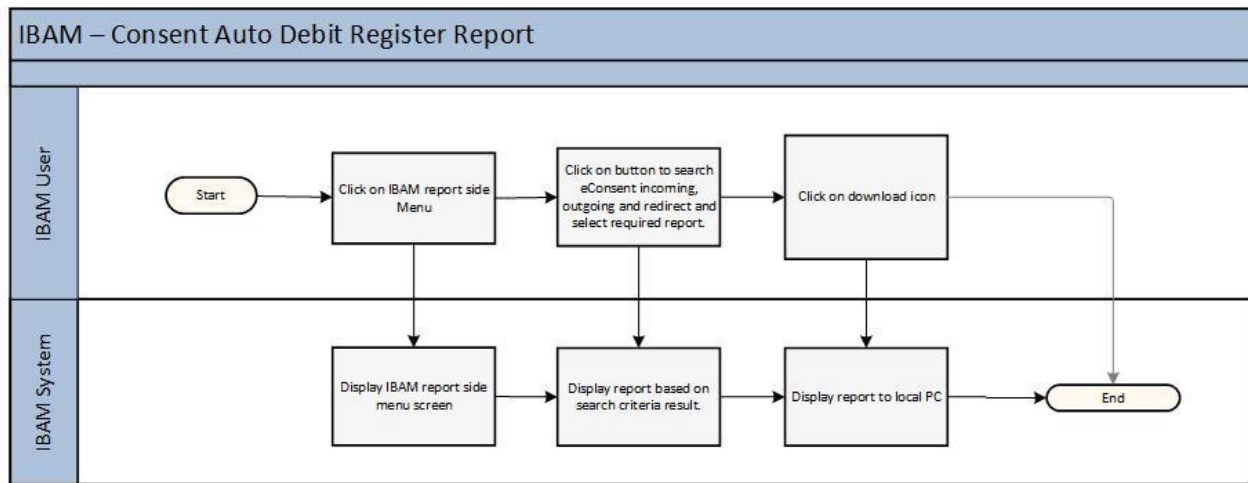 IBAM – Consent Auto Debit Register Report
IBAM User
Start
Click on IBAM report side
Menu
Click on button to search
eConsent incoming,
outgoing and redirect and
select required report.
Click on download icon
IBAM System
Display IBAM report side
menu screen
Display report based on
search criteria result.
Display report to local PC
End